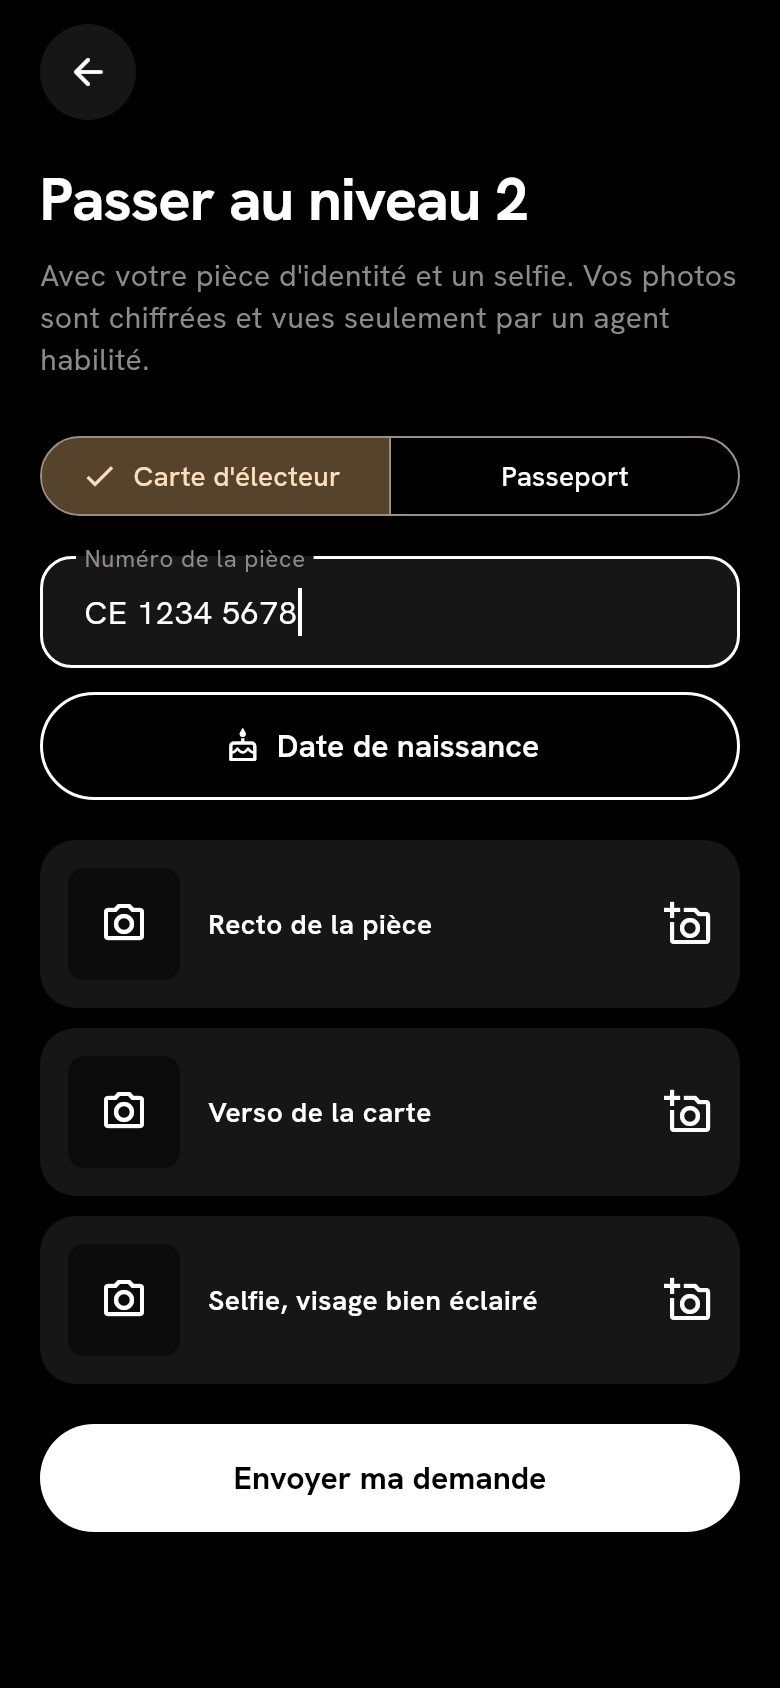 Passer au niveau 2
Avec votre pièce d'identité et un selfie. Vos photos
sont chiffrées et vues seulement par un agent
habilité.
Carte d'électeur
Passeport
Numéro de la pièce
CE 1234 5678
Date de naissance
Recto de la pièce
Verso de la carte
Selfie, visage bien éclairé
Envoyer ma demande